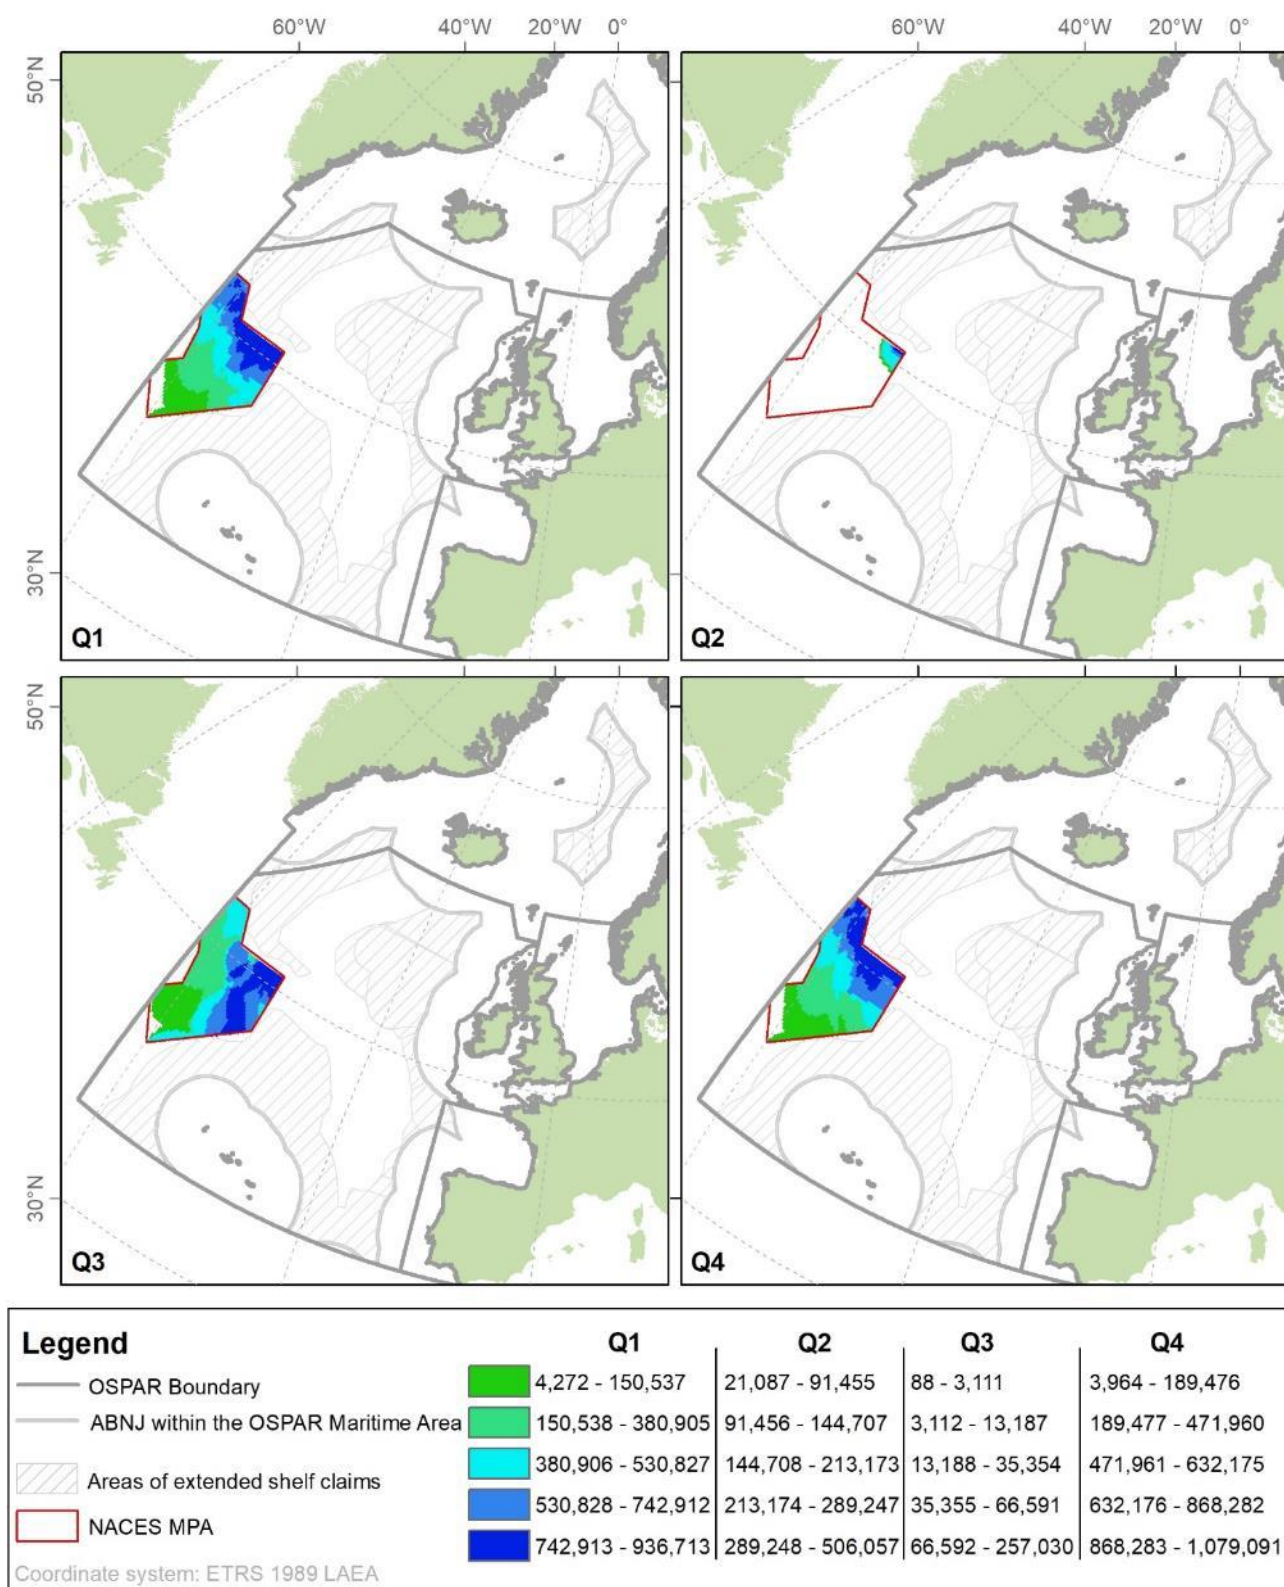 60°W 40°W 20°W 0° 60°W 40°W 20°W 0°
50°N
30°N
Q1 Q2
50°N
30°N
Q3 Q4
Legend Q1 Q2 Q3 Q4
OSPAR Boundary 4,272 - 150,537 21,087 - 91,455 88 - 3,111 3,964 - 189,476
ABNJ within the OSPAR Maritime Area 150,538 - 380,905 91,456 - 144,707 3,112 - 13,187 189,477 - 471,960
Areas of extended shelf claims 380,906 - 530,827 144,708 - 213,173 13,188 - 35,354 471,961 - 632,175
NACES MPA 530,828 - 742,912 213,174 - 289,247 35,355 - 66,591 632,176 - 868,282
742,913 - 936,713 289,248 - 506,057 66,592 - 257,030 868,283 - 1,079,091
Coordinate system: ETRS 1989 LAEA